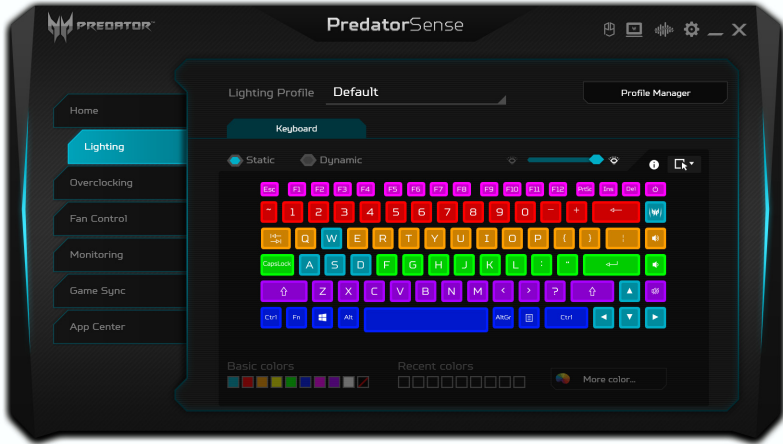 PREDATOR
PredatorSense
Lighting Profile Default
Profile Manager
Home
Lighting
Overclocking
Fan Control
Monitoring
Game Sync
App Center
Keyboard
Static Dynamic
Esc F1 F2 F3 F4 F5 F6 F7 F8 F9 F10 F11 F12 PrtSc Ins Del
~ 1 2 3 4 5 6 7 8 9 0 - +
Q W E R T Y U I O P { }
CapsLock A S D F G H J K L : "
Z X C V B N M < > ?
Ctrl Fn Alt AltGr Ctrl
Basic colors
Recent colors
More color...